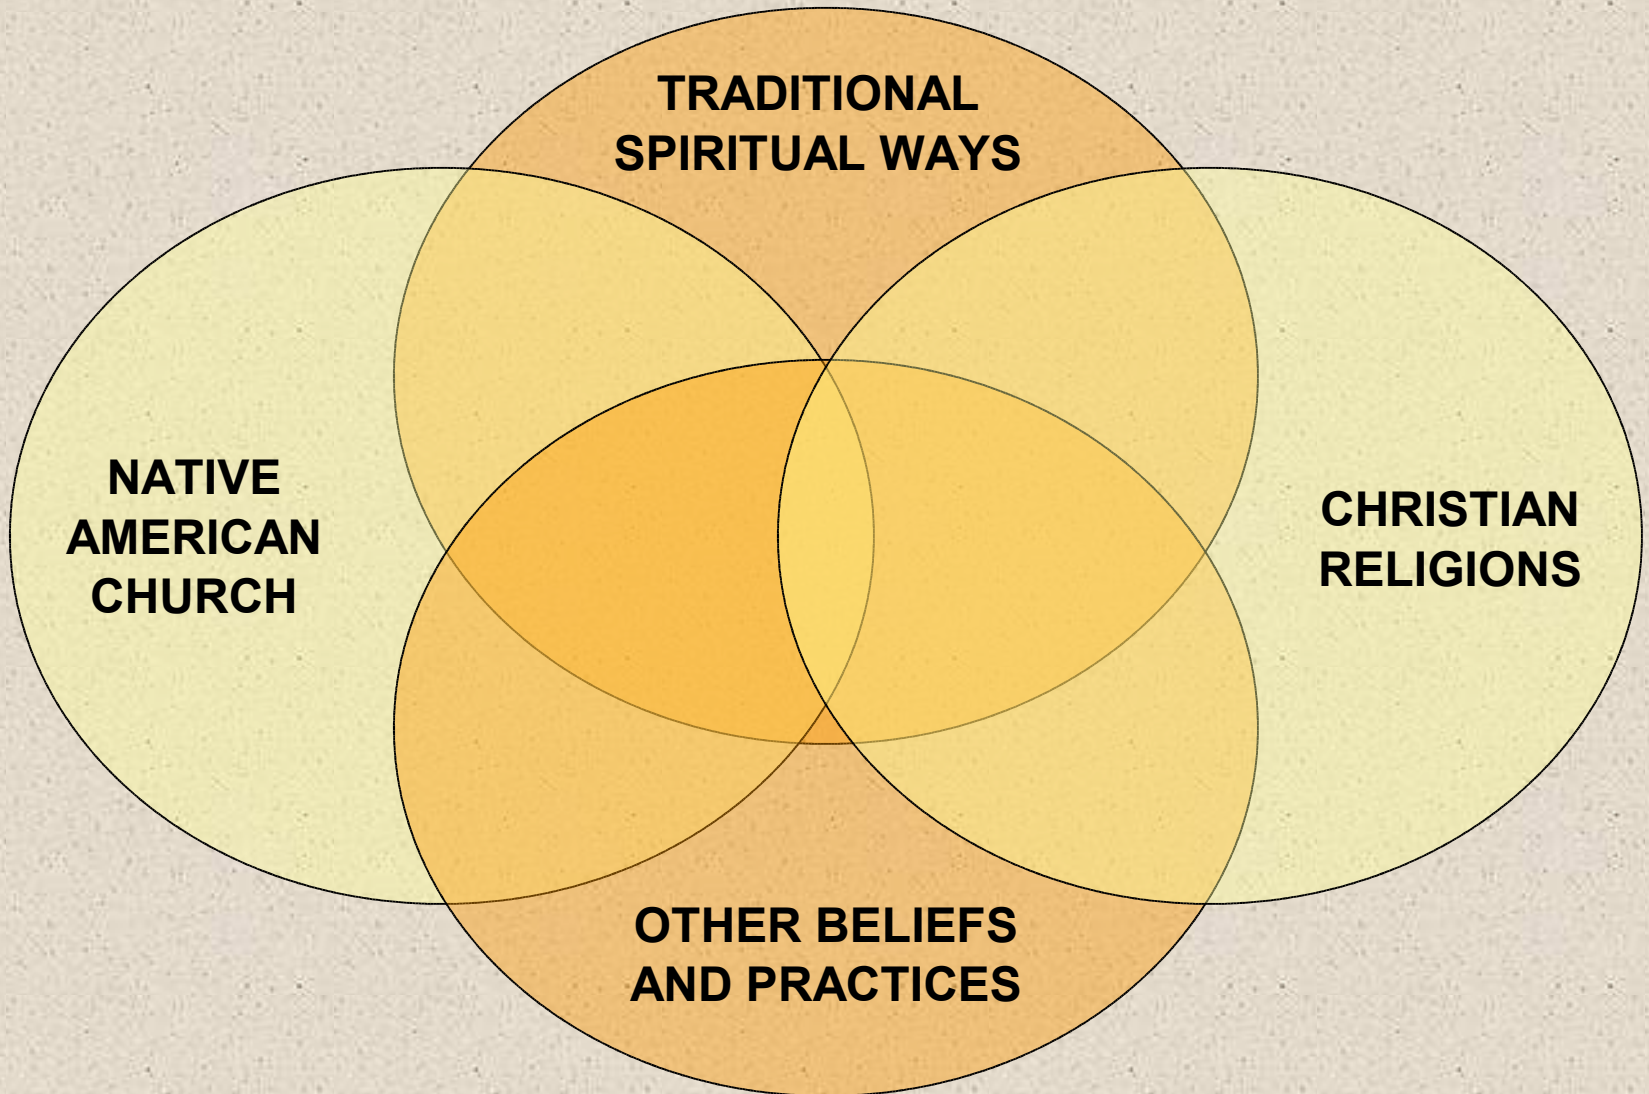 TRADITIONAL
SPIRITUAL WAYS
NATIVE
AMERICAN
CHURCH
CHRISTIAN
RELIGIONS
OTHER BELIEFS
AND PRACTICES